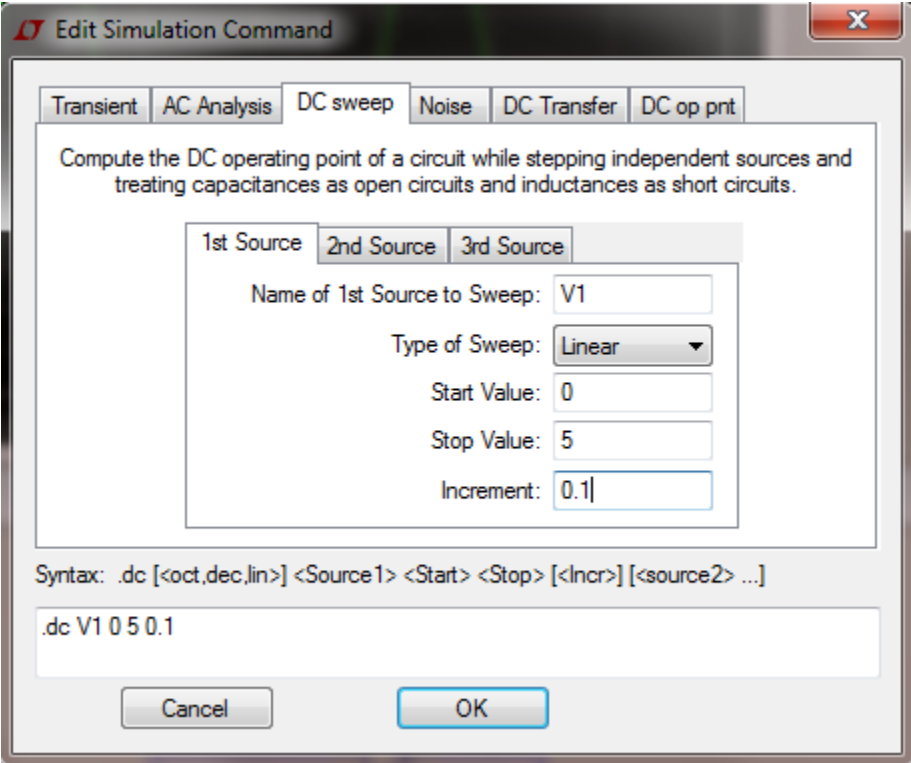 Edit Simulation Command
Transient AC Analysis DC sweep Noise DC Transfer DC op pnt
Compute the DC operating point of a circuit while stepping independent sources and
treating capacitances as open circuits and inductances as short circuits.
1st Source 2nd Source 3rd Source
Name of 1st Source to Sweep: V1
Type of Sweep: Linear
Start Value: 0
Stop Value: 5
Increment: 0.1
Syntax: .dc [<oct,dec,lin>] <Source1> <Start> <Stop> [<Incr>] [<source2> ...]
.dc V1 0 5 0.1
Cancel OK